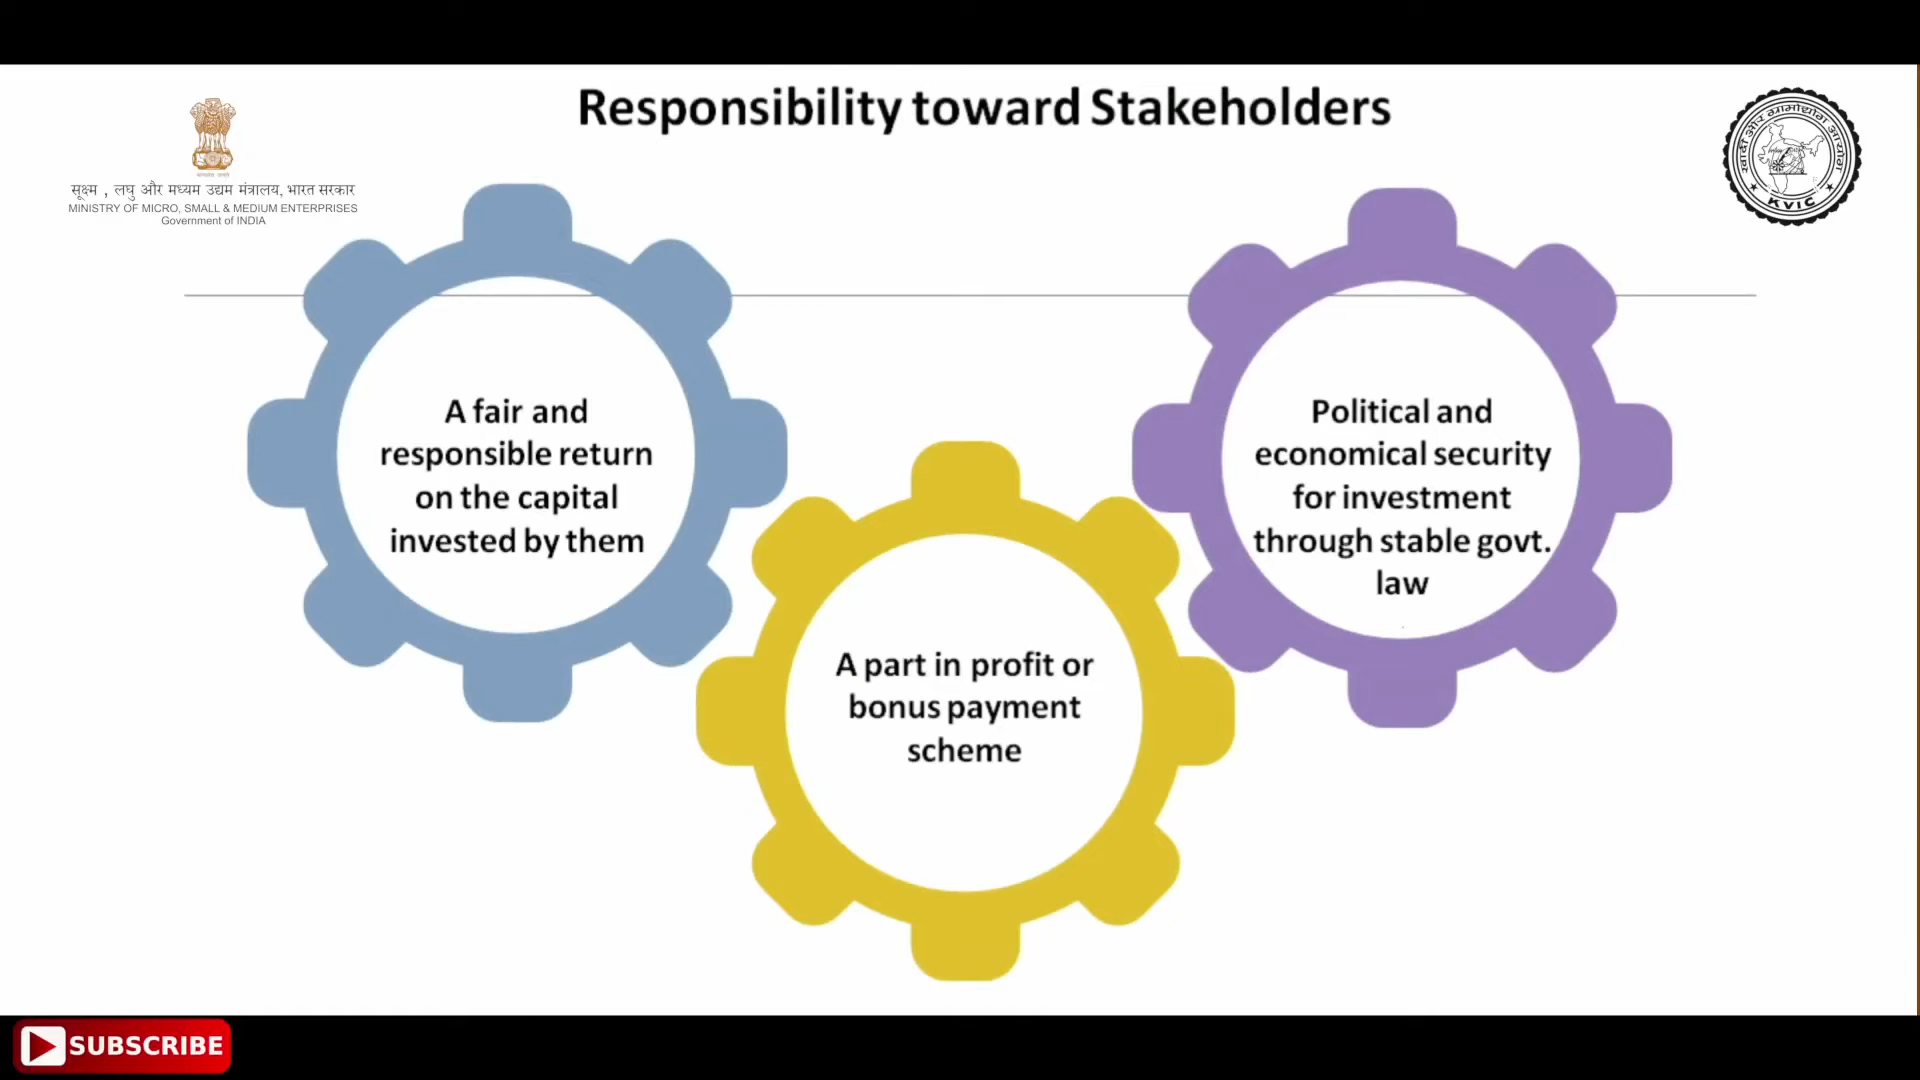 Responsibility toward Stakeholders
सूक्ष्म , लघु और मध्यम उद्यम मंत्रालय, भारत सरकार
MINISTRY OF MICRO, SMALL & MEDIUM ENTERPRISES
Government of INDIA
खादी और ग्रामोद्योग आयोग
KVIC
A fair and
responsible return
on the capital
invested by them
A part in profit or
bonus payment
scheme
Political and
economical security
for investment
through stable govt.
law
SUBSCRIBE